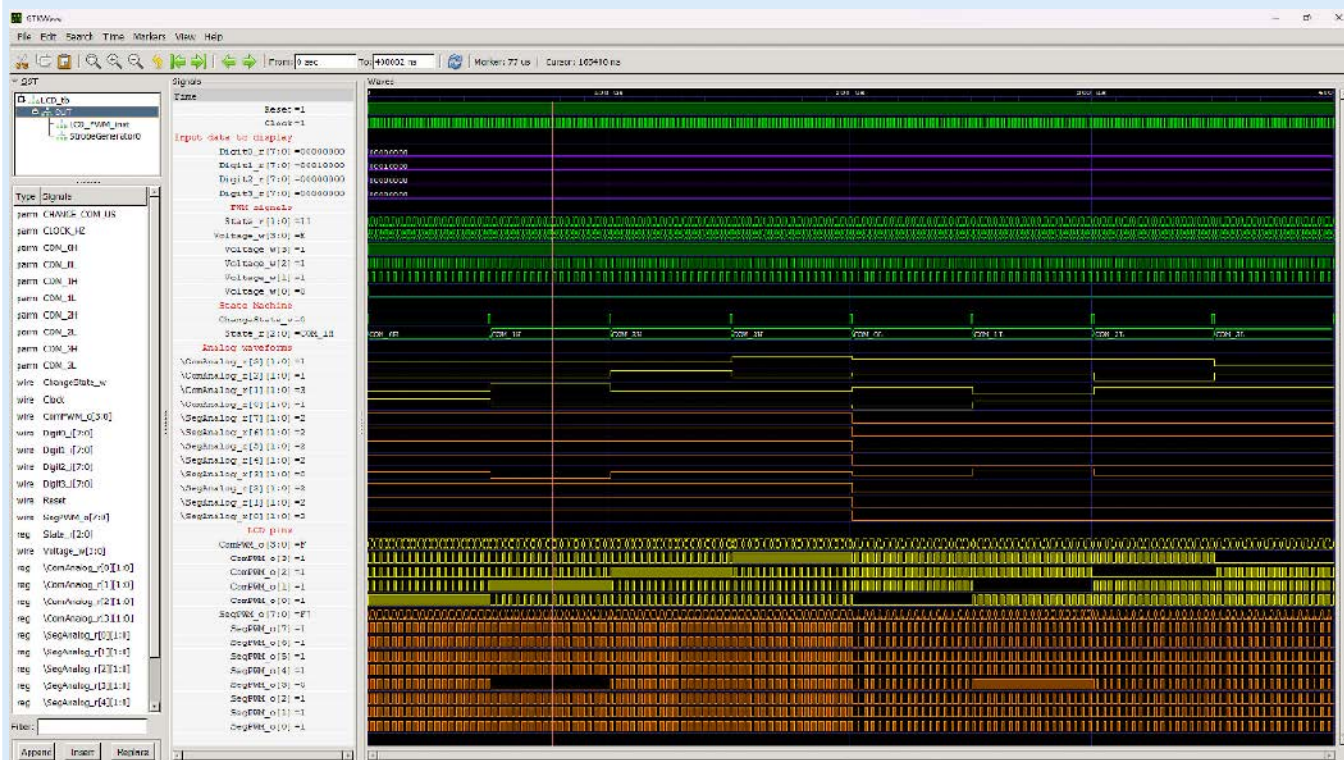 GTKWave
File Edit Search Time Markers View Help
From: 0 sec To: 400002 ns Marker: 77 us | Cursor: 165400 ns
SST
LCD_tb
DUT
LCD_PWM_inst
StrobeGenerator0
Type Signals
parm CHANGE_COM_US
parm CLOCK_HZ
parm COM_0H
parm COM_0L
parm COM_1H
parm COM_1L
parm COM_2H
parm COM_2L
parm COM_3H
parm COM_3L
wire ChangeState_w
wire Clock
wire ComPWM_o[3:0]
wire Digit0_i[7:0]
wire Digit1_i[7:0]
wire Digit2_i[7:0]
wire Digit3_i[7:0]
wire Reset
wire SegPWM_o[7:0]
reg State_r[2:0]
wire Voltage_w[3:0]
reg \ComAnalog_r[0][1:0]
reg \ComAnalog_r[1][1:0]
reg \ComAnalog_r[2][1:0]
reg \ComAnalog_r[3][1:0]
reg \SegAnalog_r[0][1:0]
reg \SegAnalog_r[1][1:0]
reg \SegAnalog_r[2][1:0]
reg \SegAnalog_r[3][1:0]
reg \SegAnalog_r[4][1:0]
Filter:
Append Insert Replace
Signals
Time
Reset =1
Clock =1
Input data to display
Digit0_r[7:0] =00000000
Digit1_r[7:0] =00010000
Digit2_r[7:0] =00000000
Digit3_r[7:0] =00000000
PWM signals
State_r[1:0] =11
Voltage_w[3:0] =E
Voltage_w[3] =1
Voltage_w[2] =1
Voltage_w[1] =1
Voltage_w[0] =0
State Machine
ChangeState_w =0
State_r[2:0] =COM_1H
Analog waveforms
\ComAnalog_r[3][1:0] =1
\ComAnalog_r[2][1:0] =1
\ComAnalog_r[1][1:0] =3
\ComAnalog_r[0][1:0] =1
\SegAnalog_r[7][1:0] =2
\SegAnalog_r[6][1:0] =2
\SegAnalog_r[5][1:0] =2
\SegAnalog_r[4][1:0] =2
\SegAnalog_r[3][1:0] =0
\SegAnalog_r[2][1:0] =2
\SegAnalog_r[1][1:0] =2
\SegAnalog_r[0][1:0] =2
LCD pins
ComPWM_o[3:0] =F
ComPWM_o[3] =1
ComPWM_o[2] =1
ComPWM_o[1] =1
ComPWM_o[0] =1
SegPWM_o[7:0] =F7
SegPWM_o[7] =1
SegPWM_o[6] =1
SegPWM_o[5] =1
SegPWM_o[4] =1
SegPWM_o[3] =0
SegPWM_o[2] =1
SegPWM_o[1] =1
SegPWM_o[0] =1
Waves
100 us 200 us 300 us 400
00000000
00010000
00000000
00000000
COM_0H COM_1H COM_2H COM_3H COM_0L COM_1L COM_2L COM_3L